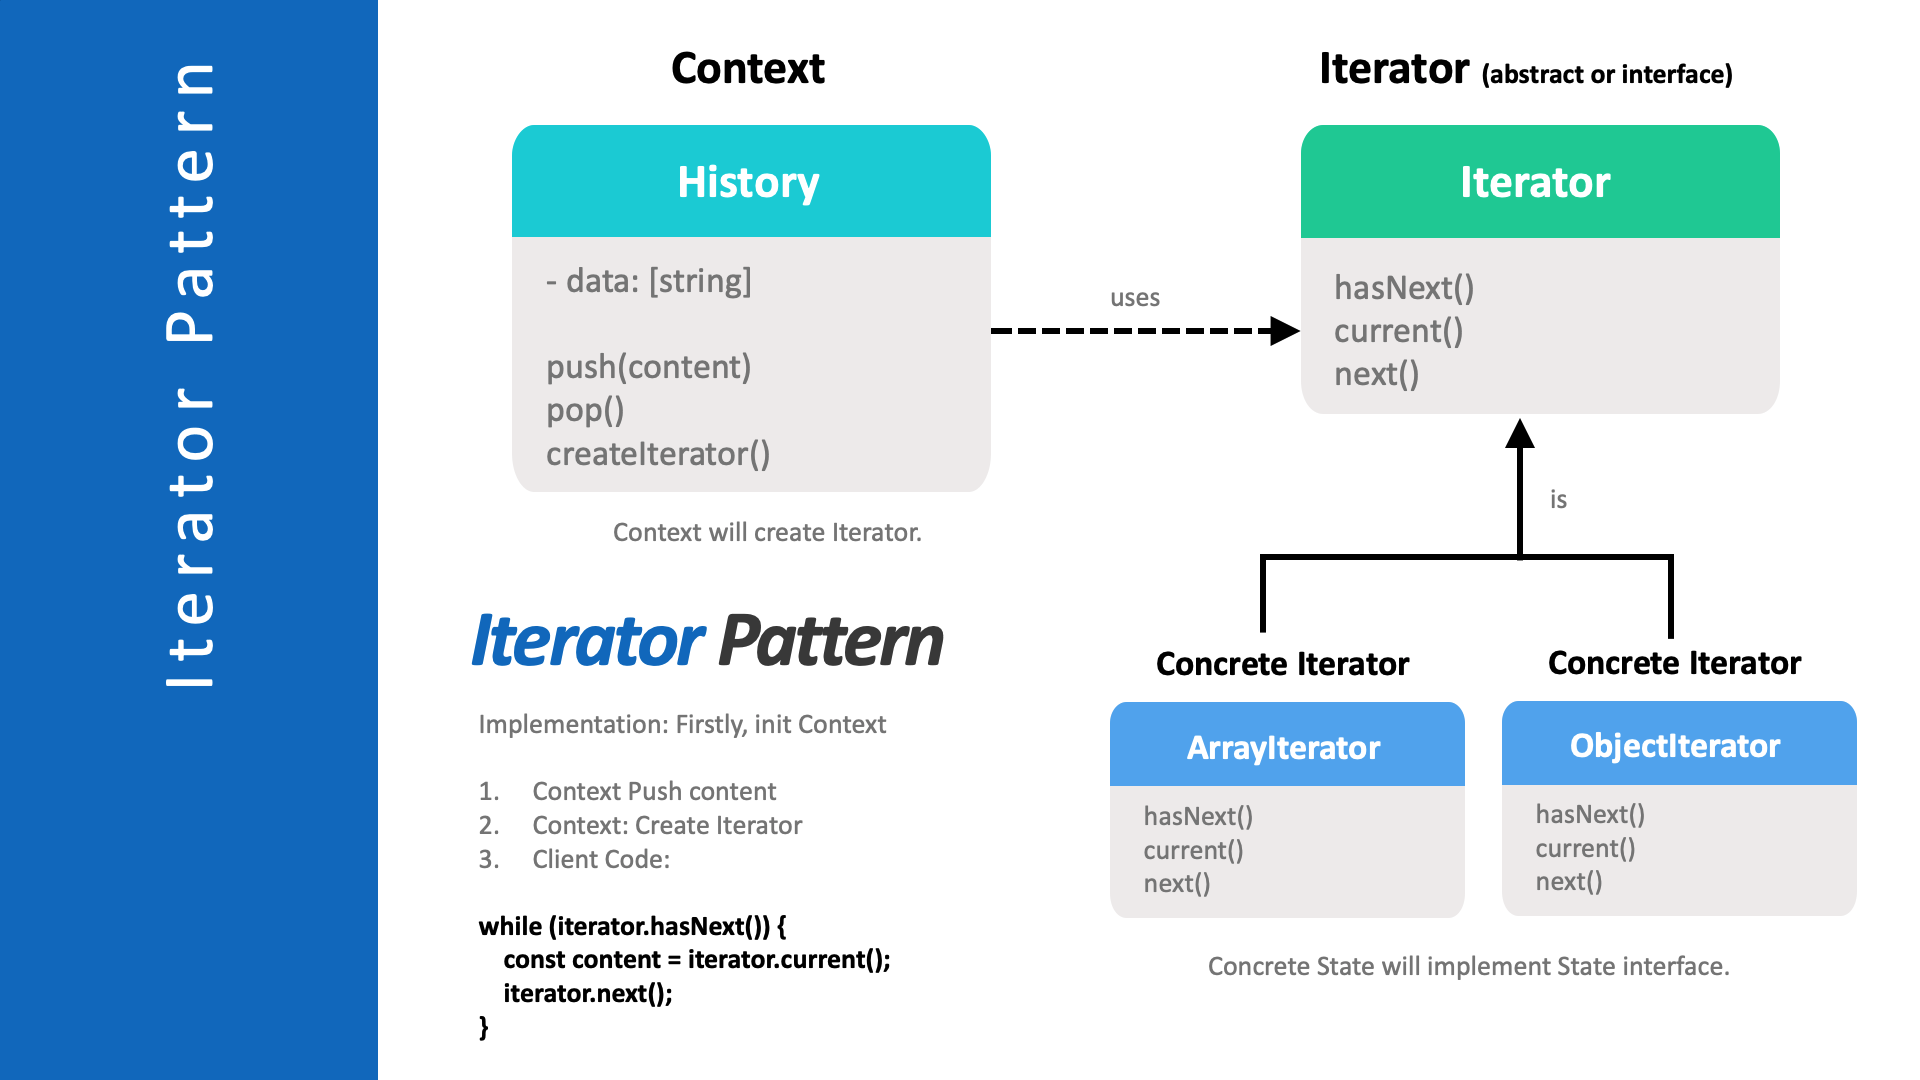 Iterator Pattern
Context
History
- data: [string]
push(content)
pop()
createIterator()
Context will create Iterator.
uses
Iterator (abstract or interface)
Iterator
hasNext()
current()
next()
is
Iterator Pattern
Implementation: Firstly, init Context
1. Context Push content
2. Context: Create Iterator
3. Client Code:
while (iterator.hasNext()) {
    const content = iterator.current();
    iterator.next();
}
Concrete Iterator
ArrayIterator
hasNext()
current()
next()
Concrete Iterator
ObjectIterator
hasNext()
current()
next()
Concrete State will implement State interface.